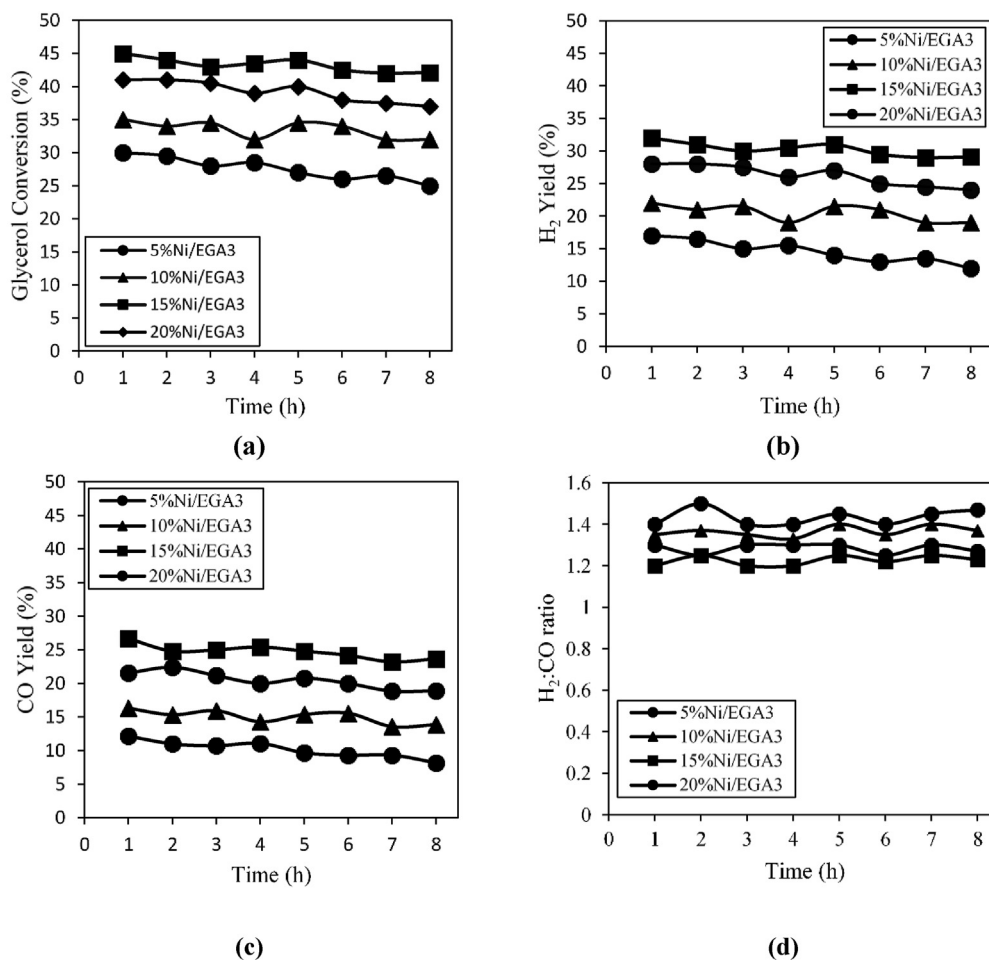 50
45
40
35
30
25
20
15
10
5
0
Glycerol Conversion (%)
5%Ni/EGA3
10%Ni/EGA3
15%Ni/EGA3
20%Ni/EGA3
0 1 2 3 4 5 6 7 8
Time (h)
(a)
50
45
40
35
30
25
20
15
10
5
0
H₂ Yield (%)
5%Ni/EGA3
10%Ni/EGA3
15%Ni/EGA3
20%Ni/EGA3
0 1 2 3 4 5 6 7 8
Time (h)
(b)
50
45
40
35
30
25
20
15
10
5
0
CO Yield (%)
5%Ni/EGA3
10%Ni/EGA3
15%Ni/EGA3
20%Ni/EGA3
0 1 2 3 4 5 6 7 8
Time (h)
(c)
1.6
1.4
1.2
1
0.8
0.6
0.4
0.2
0
H₂:CO ratio
5%Ni/EGA3
10%Ni/EGA3
15%Ni/EGA3
20%Ni/EGA3
0 1 2 3 4 5 6 7 8
Time (h)
(d)